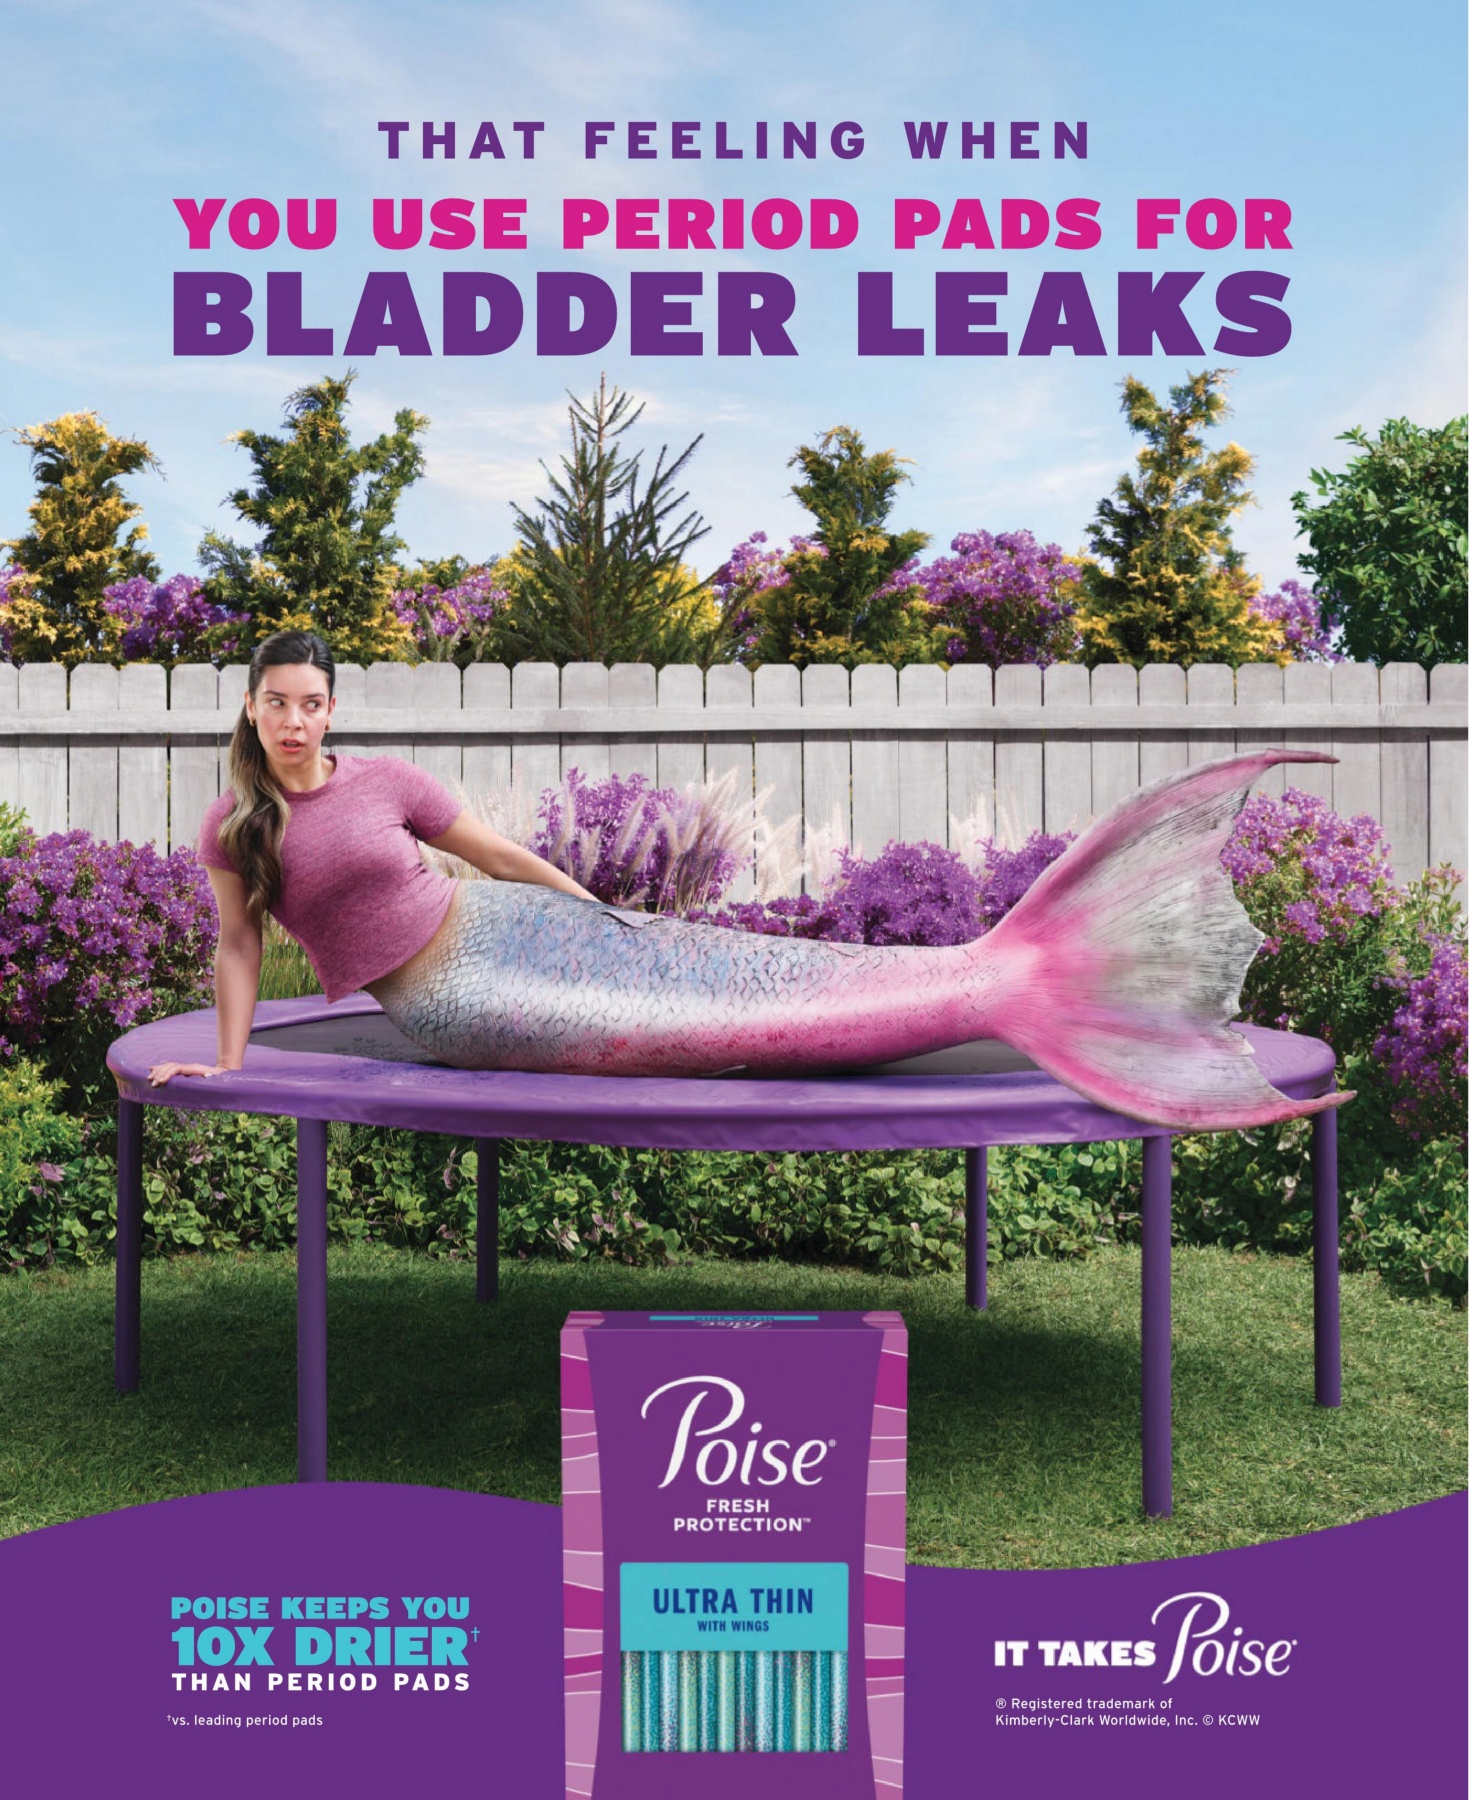 THAT FEELING WHEN
YOU USE PERIOD PADS FOR
BLADDER LEAKS
Poise®
FRESH
PROTECTION™
ULTRA THIN
WITH WINGS
POISE KEEPS YOU
10X DRIER†
THAN PERIOD PADS
†vs. leading period pads
IT TAKES Poise®
® Registered trademark of
Kimberly-Clark Worldwide, Inc. © KCWW